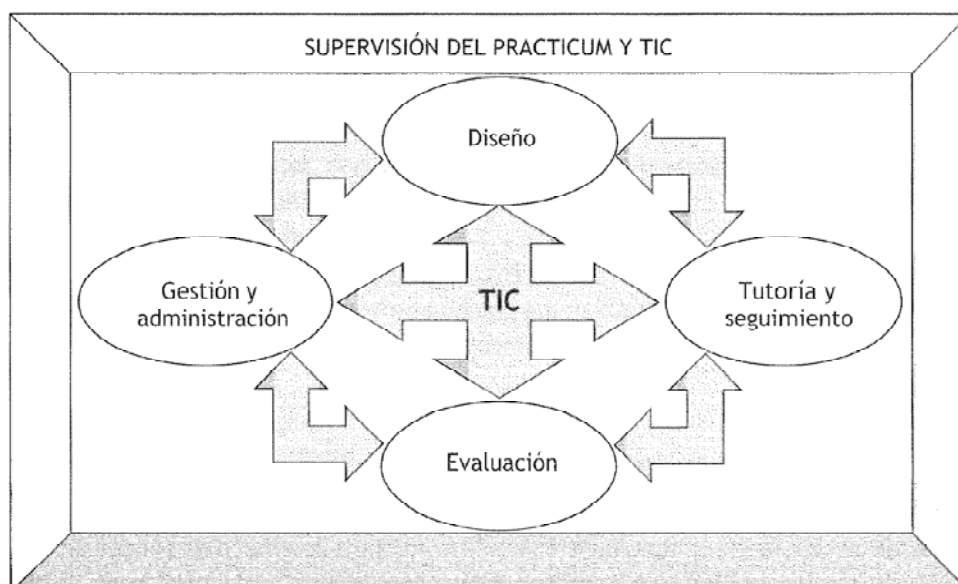 SUPERVISIÓN DEL PRACTICUM Y TIC
Diseño
Gestión y
administración
TIC
Tutoría y
seguimiento
Evaluación